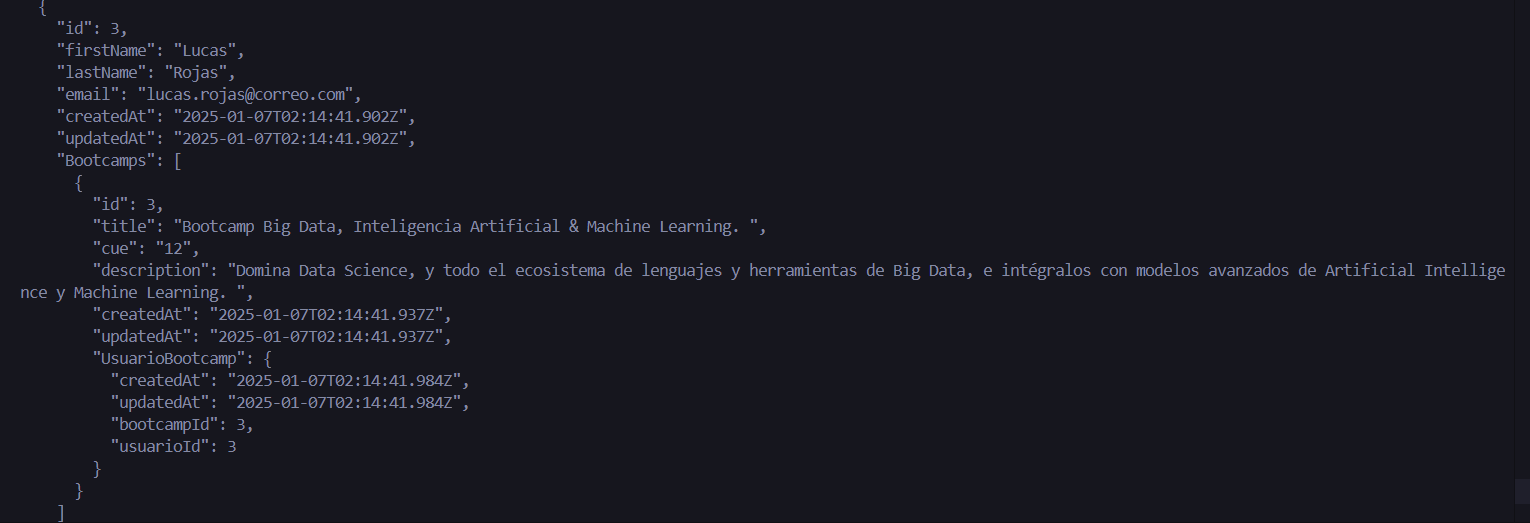 {
"id": 3,
"firstName": "Lucas",
"lastName": "Rojas",
"email": "lucas.rojas@correo.com",
"createdAt": "2025-01-07T02:14:41.902Z",
"updatedAt": "2025-01-07T02:14:41.902Z",
"Bootcamps": [
{
"id": 3,
"title": "Bootcamp Big Data, Inteligencia Artificial & Machine Learning. ",
"cue": "12",
"description": "Domina Data Science, y todo el ecosistema de lenguajes y herramientas de Big Data, e intégralos con modelos avanzados de Artificial Intellige
nce y Machine Learning. ",
"createdAt": "2025-01-07T02:14:41.937Z",
"updatedAt": "2025-01-07T02:14:41.937Z",
"UsuarioBootcamp": {
"createdAt": "2025-01-07T02:14:41.984Z",
"updatedAt": "2025-01-07T02:14:41.984Z",
"bootcampId": 3,
"usuarioId": 3
}
}
]